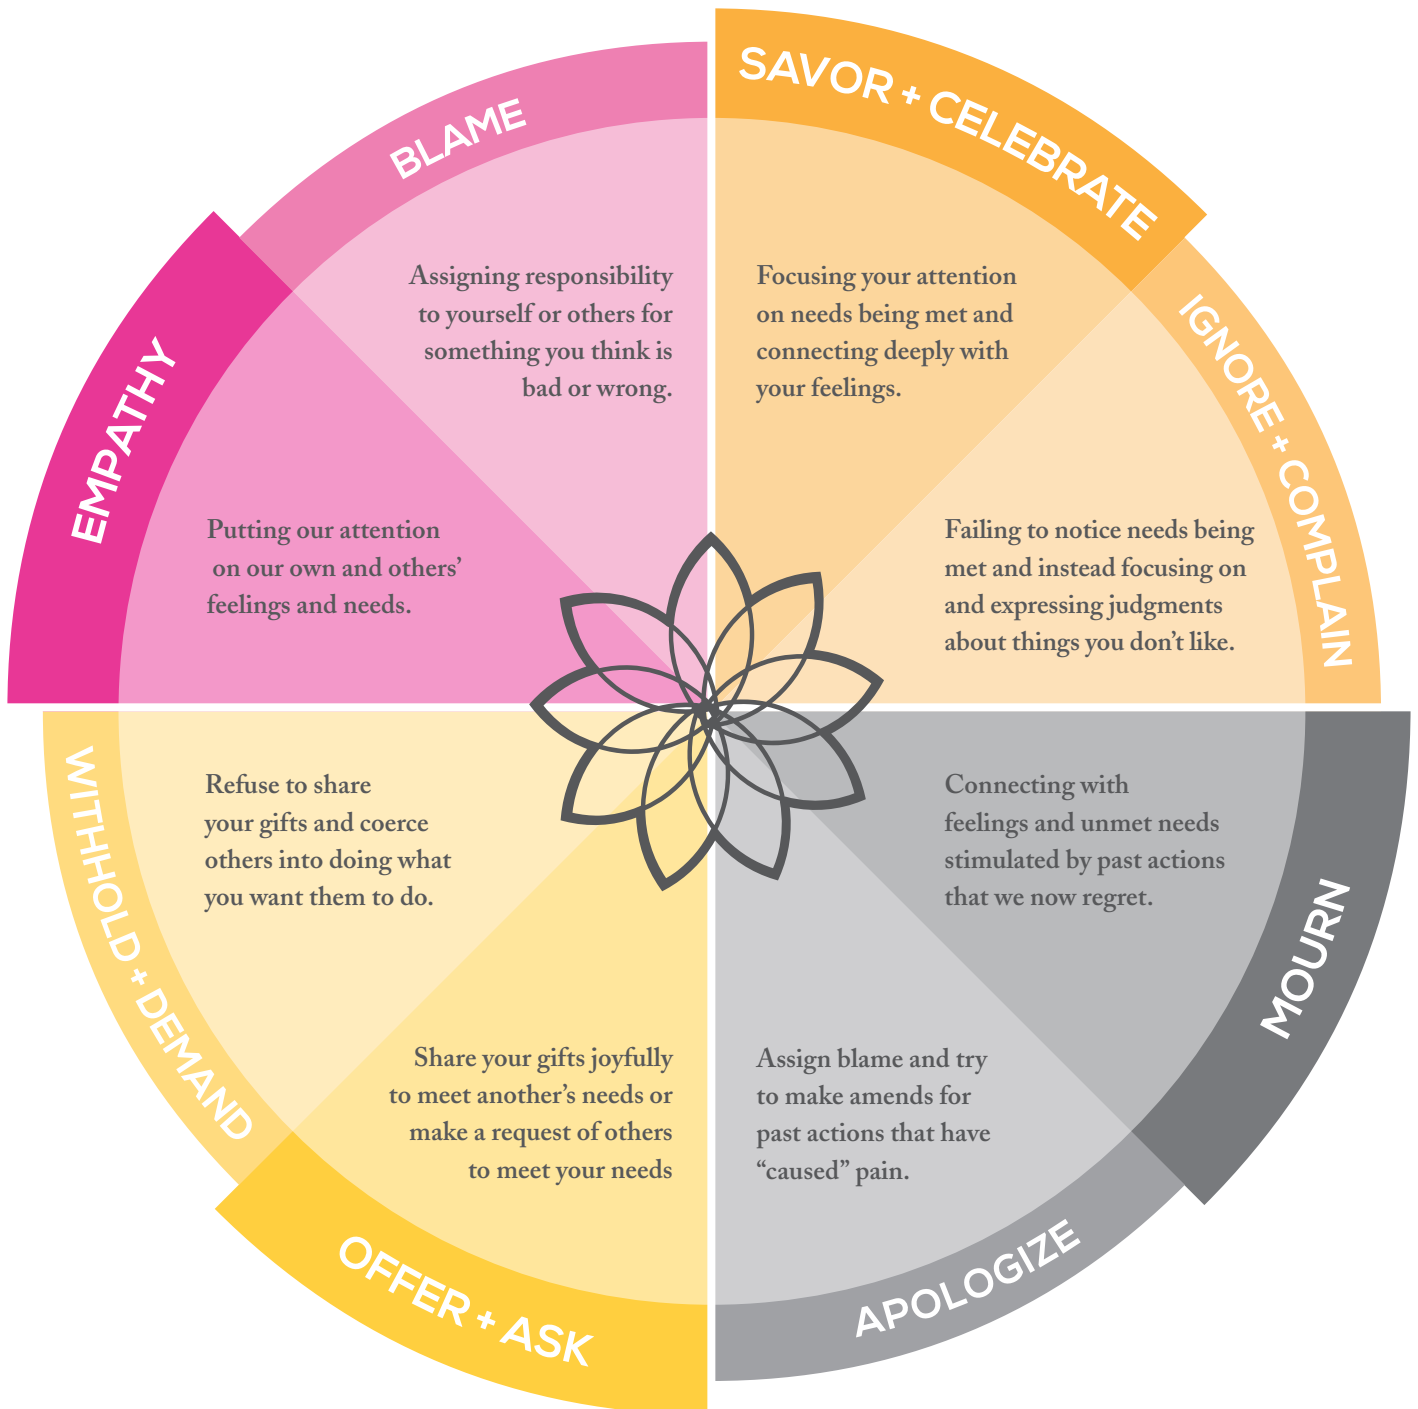 SAVOR + CELEBRATE
Focusing your attention
on needs being met and
connecting deeply with
your feelings.
IGNORE + COMPLAIN
Failing to notice needs being
met and instead focusing on
and expressing judgments
about things you don’t like.
MOURN
Connecting with
feelings and unmet needs
stimulated by past actions
that we now regret.
APOLOGIZE
Assign blame and try
to make amends for
past actions that have
“caused” pain.
OFFER + ASK
Share your gifts joyfully
to meet another’s needs or
make a request of others
to meet your needs
WITHHOLD + DEMAND
Refuse to share
your gifts and coerce
others into doing what
you want them to do.
EMPATHY
Putting our attention
on our own and others’
feelings and needs.
BLAME
Assigning responsibility
to yourself or others for
something you think is
bad or wrong.